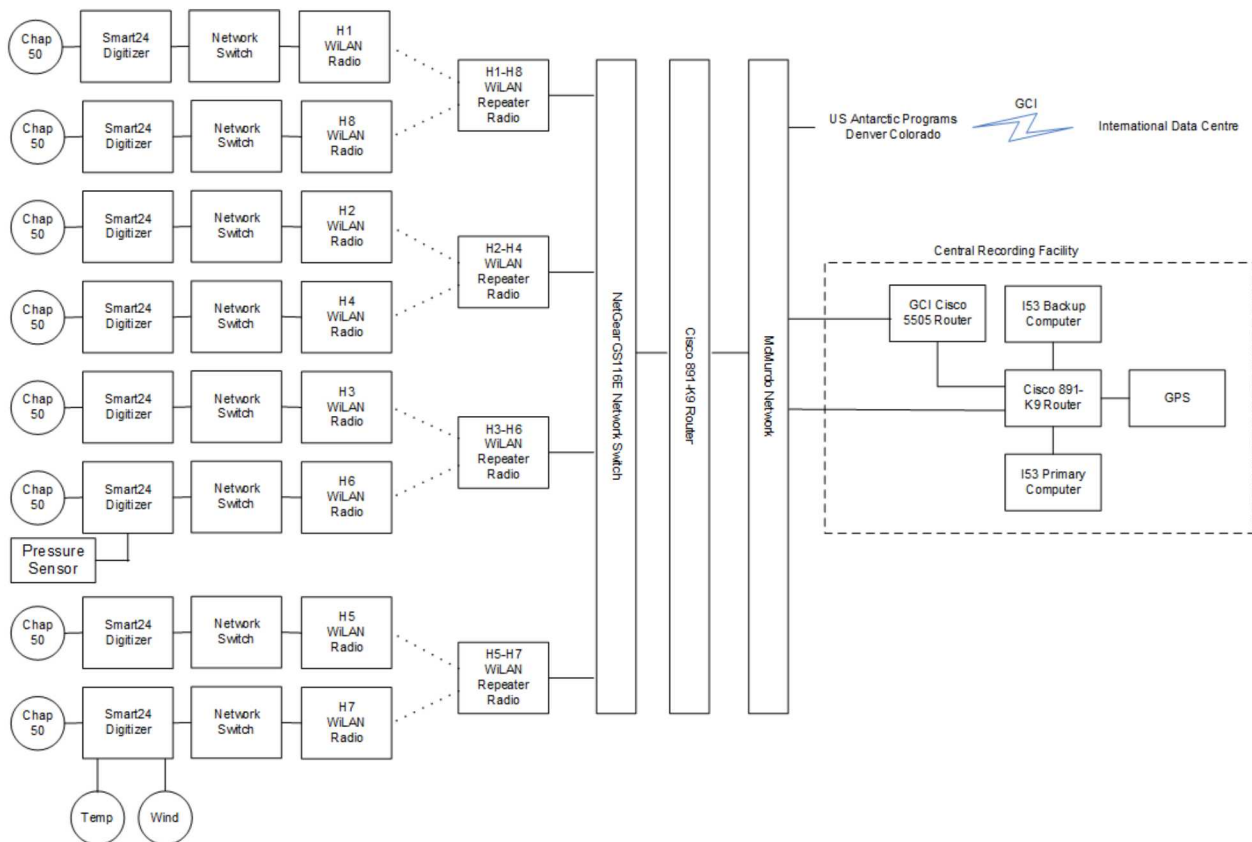 Chap
50
Smart24
Digitizer
Network
Switch
H1
WiLAN
Radio
Chap
50
Smart24
Digitizer
Network
Switch
H8
WiLAN
Radio
H1-H8
WiLAN
Repeater
Radio
Chap
50
Smart24
Digitizer
Network
Switch
H2
WiLAN
Radio
Chap
50
Smart24
Digitizer
Network
Switch
H4
WiLAN
Radio
H2-H4
WiLAN
Repeater
Radio
Chap
50
Smart24
Digitizer
Network
Switch
H3
WiLAN
Radio
Chap
50
Smart24
Digitizer
Network
Switch
H6
WiLAN
Radio
H3-H6
WiLAN
Repeater
Radio
Pressure
Sensor
Chap
50
Smart24
Digitizer
Network
Switch
H5
WiLAN
Radio
Chap
50
Smart24
Digitizer
Network
Switch
H7
WiLAN
Radio
H5-H7
WiLAN
Repeater
Radio
Temp
Wind
NetGear GS116E Network Switch
Cisco 891-K9 Router
McMurdo Network
US Antarctic Programs
Denver Colorado
GCI
International Data Centre
Central Recording Facility
GCI Cisco
5505 Router
I53 Backup
Computer
Cisco 891-
K9 Router
GPS
I53 Primary
Computer